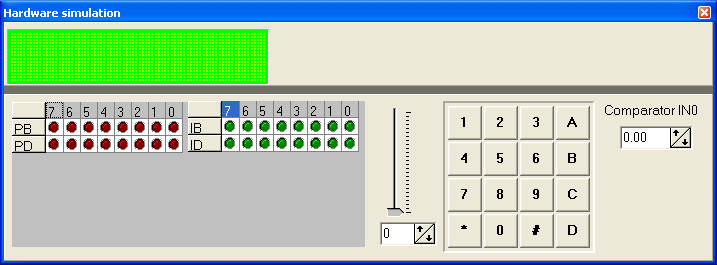 Hardware simulation
7 6 5 4 3 2 1 0
7 6 5 4 3 2 1 0
PB
PD
IB
ID
0
1 2 3 A
4 5 6 B
7 8 9 C
* 0 # D
Comparator IN0
0.00